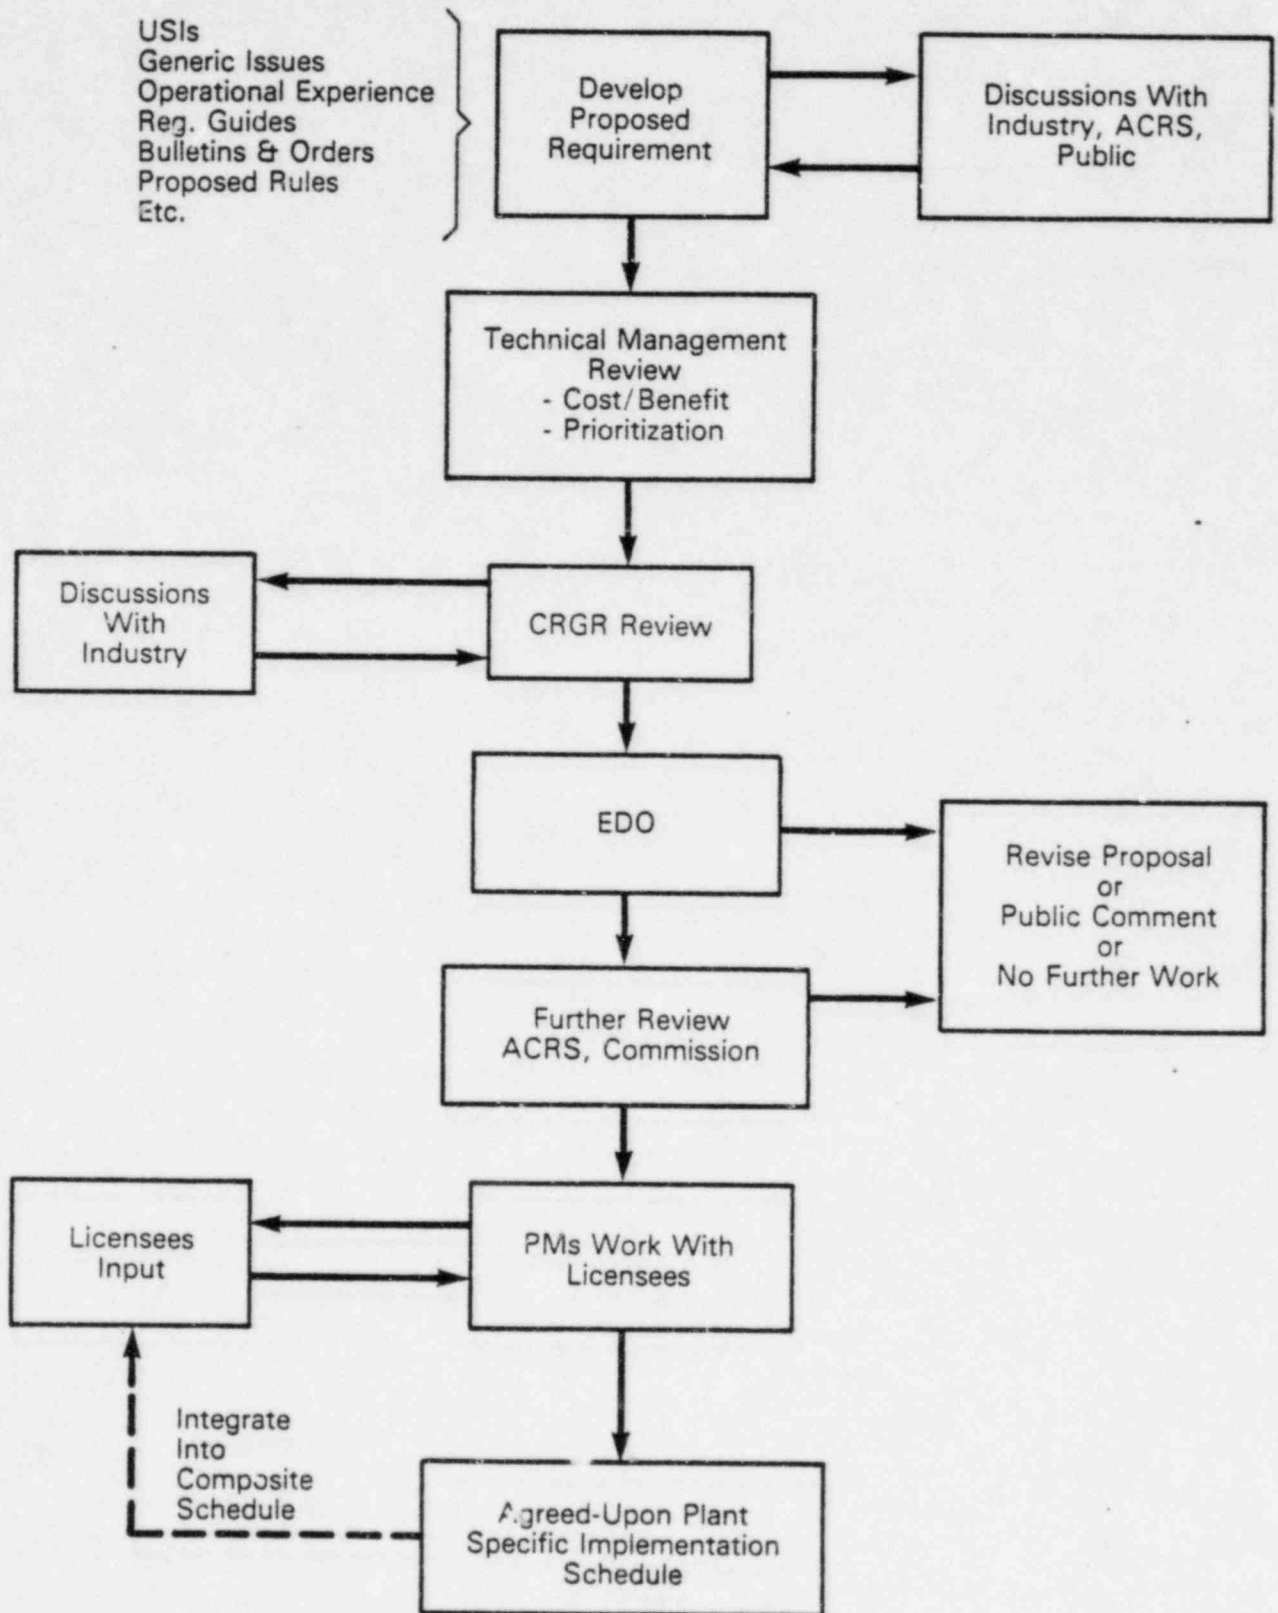 USIs
Generic Issues
Operational Experience
Reg. Guides
Bulletins & Orders
Proposed Rules
Etc.
Develop
Proposed
Requirement
Discussions With
Industry, ACRS,
Public
Technical Management
Review
- Cost/Benefit
- Prioritization
Discussions
With
Industry
CRGR Review
EDO
Revise Proposal
or
Public Comment
or
No Further Work
Further Review
ACRS, Commission
Licensees
Input
PMs Work With
Licensees
Integrate
Into
Composite
Schedule
Agreed-Upon Plant
Specific Implementation
Schedule